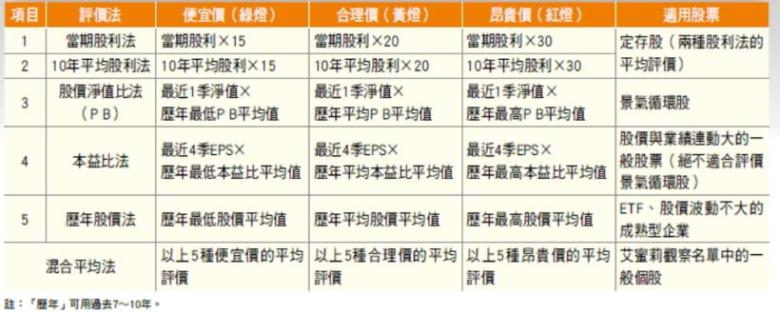 項目 評價法 便宜價（綠燈） 合理價（黃燈） 昂貴價（紅燈） 適用股票
1 當期股利法 當期股利×15 當期股利×20 當期股利×30 定存股（兩種股利法的
平均評價）
2 10年平均股利法 10年平均股利×15 10年平均股利×20 10年平均股利×30
3 股價淨值比法
（PB） 最近1季淨值×
歷年最低PB平均值 最近1季淨值×
歷年平均PB平均值 最近1季淨值×
歷年最高PB平均值 景氣循環股
4 本益比法 最近4季EPS×
歷年最低本益比平均值 最近4季EPS×
歷年平均本益比平均值 最近4季EPS×
歷年最高本益比平均值 股價與業績連動大的一
般股票（絕不適合評價
景氣循環股）
5 歷年股價法 歷年最低股價平均值 歷年平均股價平均值 歷年最高股價平均值 ETF、股價波動不大的
成熟型企業
混合平均法 以上5種便宜價的平均
評價 以上5種合理價的平均
評價 以上5種昂貴價的平均
評價 艾蜜莉觀察名單中的一
般個股
註：「歷年」可用過去7～10年。